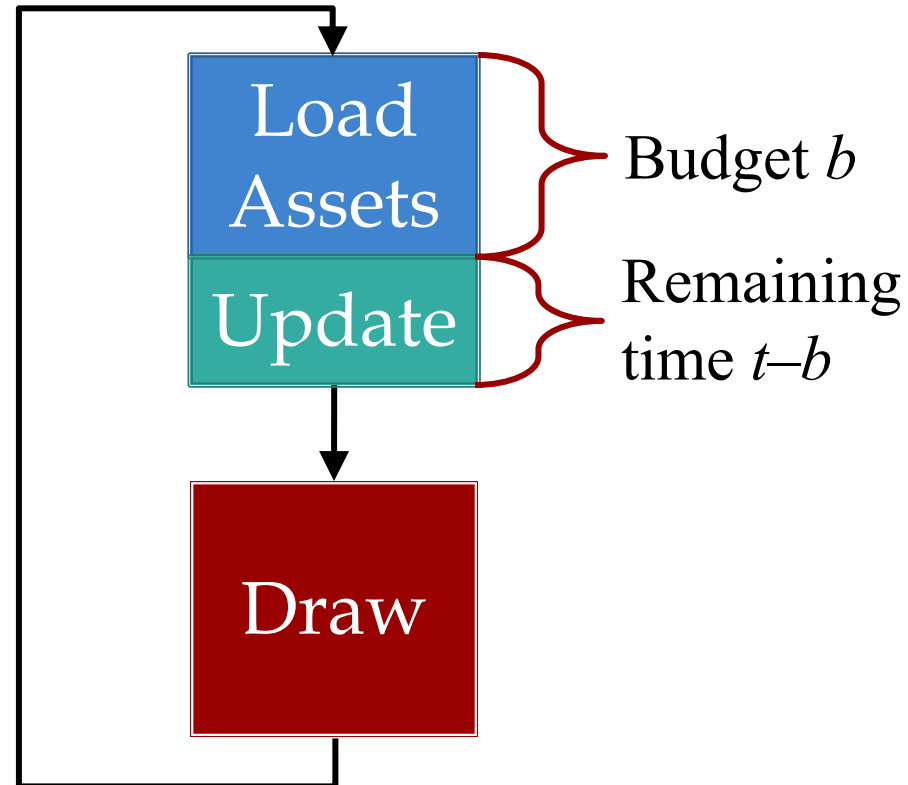 Load
Assets
Budget b
Update
Remaining
time t–b
Draw